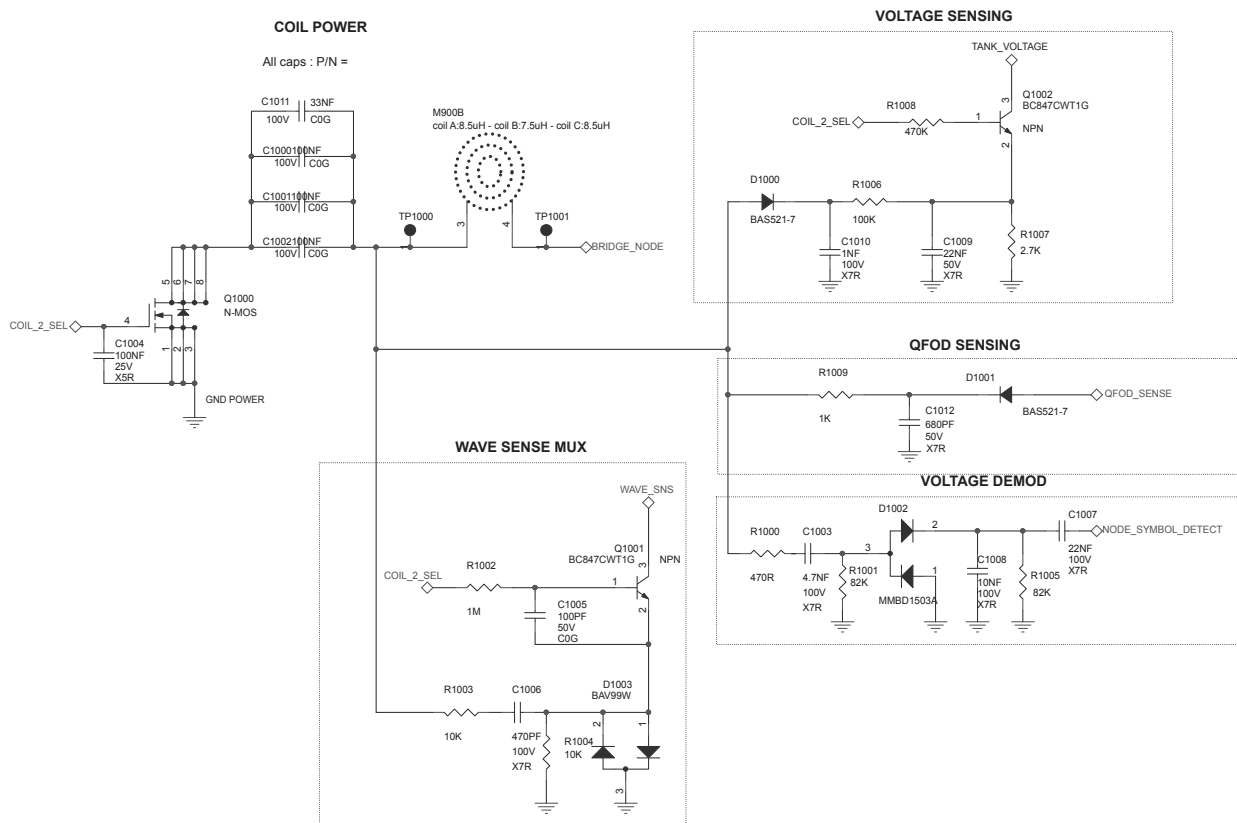 COIL POWER
All caps : P/N =
C1011 33NF
100V C0G
C1000100NF
100V C0G
C1001100NF
100V C0G
C1002100NF
100V C0G
M900B
coil A:8.5uH - coil B:7.5uH - coil C:8.5uH
TP1000
1
3
4
TP1001
1
BRIDGE_NODE
5
6
7
8
Q1000
N-MOS
COIL_2_SEL
4
C1004
100NF
25V
X5R
1
2
3
GND POWER
VOLTAGE SENSING
TANK_VOLTAGE
3
Q1002
BC847CWT1G
R1008
COIL_2_SEL
470K
1
NPN
2
D1000
BAS521-7
R1006
100K
C1010
1NF
100V
X7R
C1009
22NF
50V
X7R
R1007
2.7K
QFOD SENSING
R1009
1K
D1001
BAS521-7
QFOD_SENSE
C1012
680PF
50V
X7R
WAVE SENSE MUX
WAVE_SNS
Q1001
BC847CWT1G
3
NPN
R1002
COIL_2_SEL
1M
1
2
C1005
100PF
50V
C0G
D1003
BAV99W
R1003
10K
C1006
470PF
100V
X7R
R1004
10K
2
1
3
VOLTAGE DEMOD
D1002
2
C1007
NODE_SYMBOL_DETECT
22NF
100V
X7R
R1000
470R
C1003
4.7NF
100V
X7R
3
R1001
82K
1
MMBD1503A
C1008
10NF
100V
X7R
R1005
82K